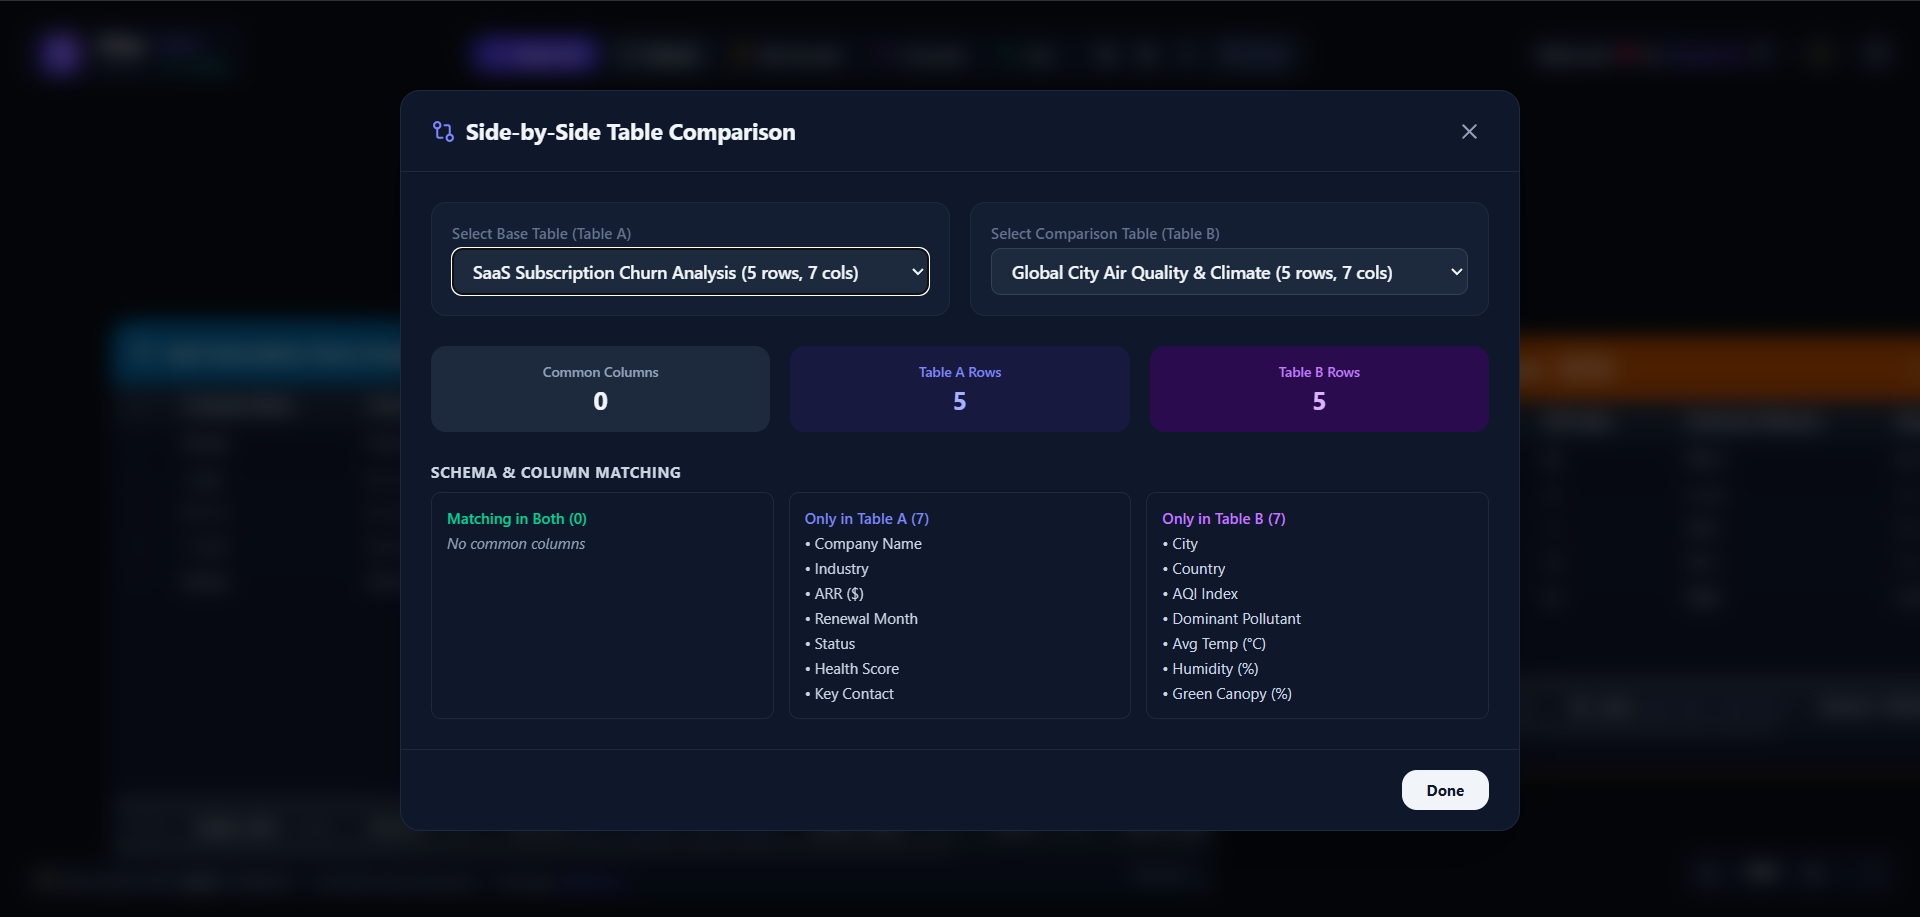 Side-by-Side Table Comparison
Select Base Table (Table A)
SaaS Subscription Churn Analysis (5 rows, 7 cols)
Select Comparison Table (Table B)
Global City Air Quality & Climate (5 rows, 7 cols)
Common Columns
0
Table A Rows
5
Table B Rows
5
SCHEMA & COLUMN MATCHING
Matching in Both (0)
No common columns
Only in Table A (7)
• Company Name
• Industry
• ARR ($)
• Renewal Month
• Status
• Health Score
• Key Contact
Only in Table B (7)
• City
• Country
• AQI Index
• Dominant Pollutant
• Avg Temp (°C)
• Humidity (%)
• Green Canopy (%)
Done